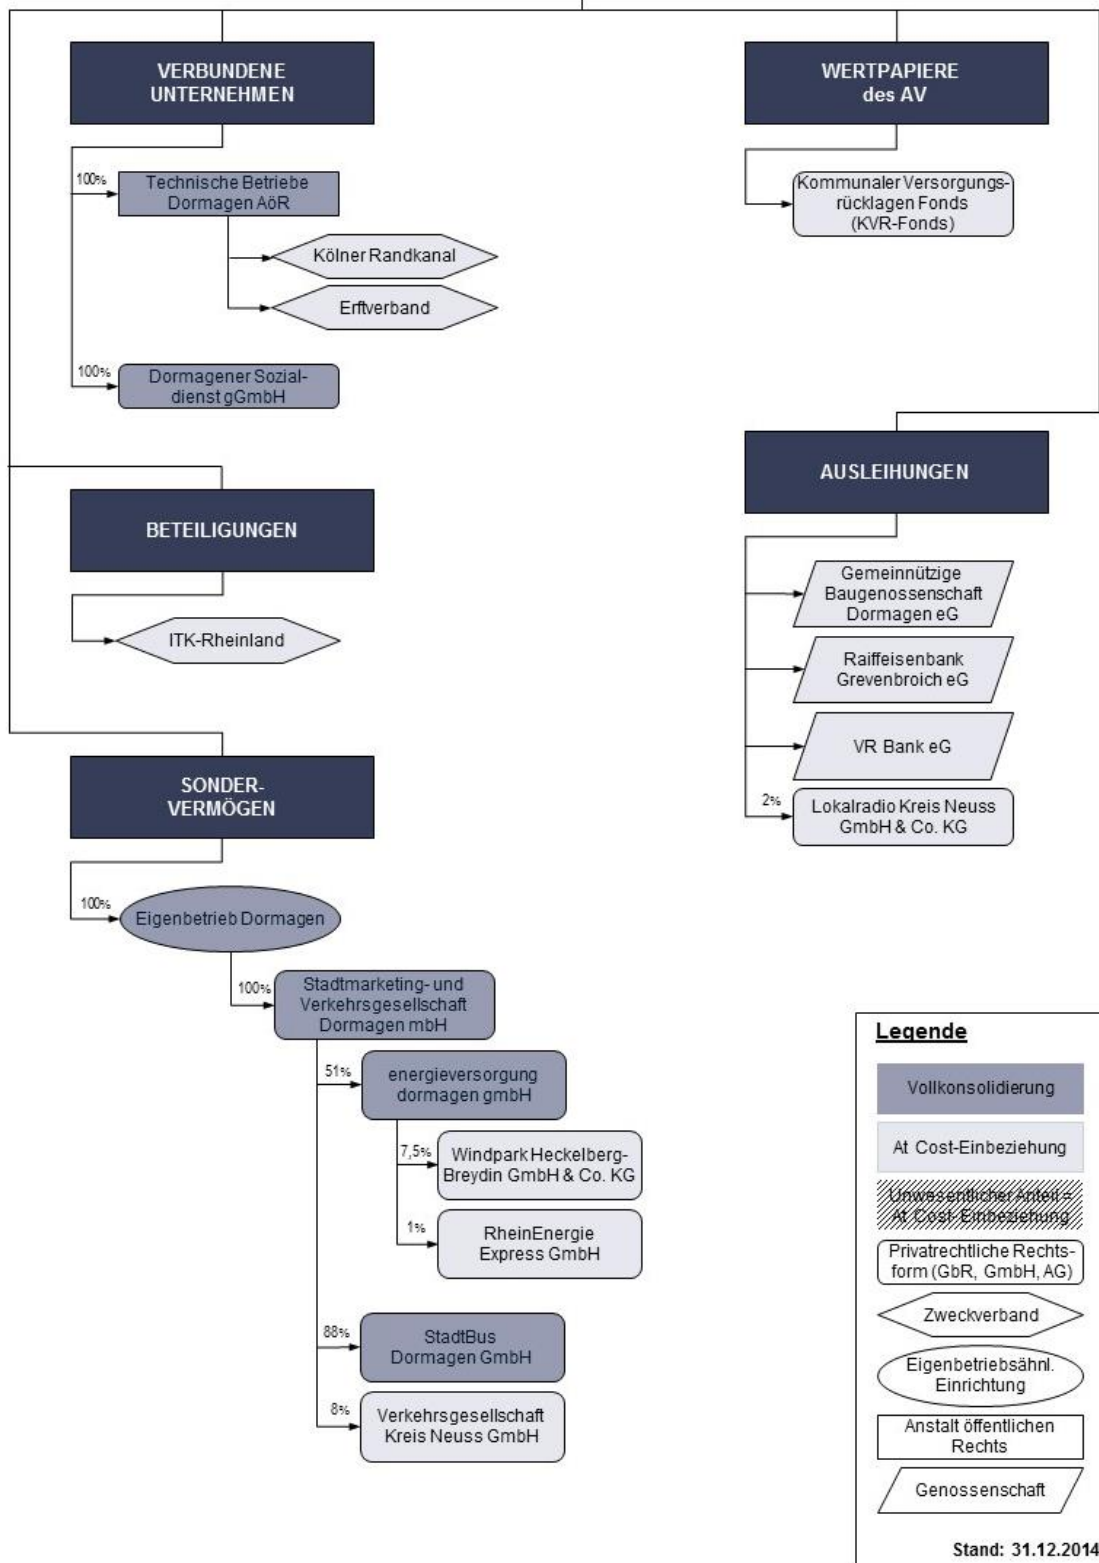 VERBUNDENE
UNTERNEHMEN
100%
Technische Betriebe
Dormagen AöR
Kölner Randkanal
Erftverband
100%
Dormagener Sozial-
dienst gGmbH
BETEILIGUNGEN
ITK-Rheinland
SONDER-
VERMÖGEN
100%
Eigenbetrieb Dormagen
100%
Stadtmarketing- und
Verkehrsgesellschaft
Dormagen mbH
51%
energieversorgung
dormagen gmbH
7,5%
Windpark Heckelberg-
Breydin GmbH & Co. KG
1%
RheinEnergie
Express GmbH
88%
StadtBus
Dormagen GmbH
8%
Verkehrsgesellschaft
Kreis Neuss GmbH
WERTPAPIERE
des AV
Kommunaler Versorgungs-
rücklagen Fonds
(KVR-Fonds)
AUSLEIHUNGEN
Gemeinnützige
Baugenossenschaft
Dormagen eG
Raiffeisenbank
Grevenbroich eG
VR Bank eG
2%
Lokalradio Kreis Neuss
GmbH & Co. KG
Legende
Vollkonsolidierung
At Cost-Einbeziehung
Unwesentlicher Anteil =
At Cost- Einbeziehung
Privatrechtliche Rechts-
form (GbR, GmbH, AG)
Zweckverband
Eigenbetriebsähnl.
Einrichtung
Anstalt öffentlichen
Rechts
Genossenschaft
Stand: 31.12.2014